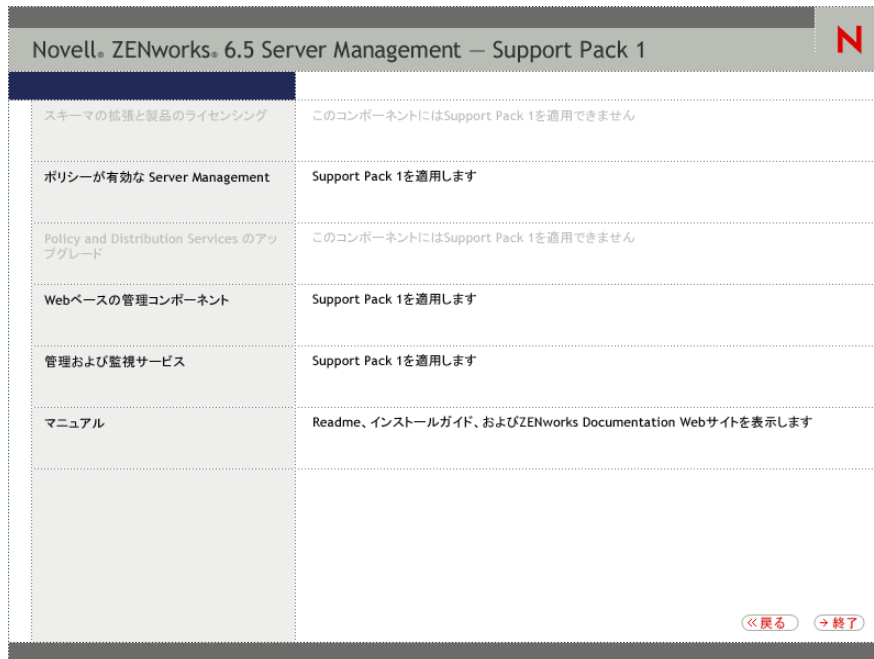 Novell® ZENworks® 6.5 Server Management — Support Pack 1
N
スキーマの拡張と製品のライセンシング
このコンポーネントにはSupport Pack 1を適用できません
ポリシーが有効な Server Management
Support Pack 1を適用します
Policy and Distribution Services のアッ
プグレード
このコンポーネントにはSupport Pack 1を適用できません
Webベースの管理コンポーネント
Support Pack 1を適用します
管理および監視サービス
Support Pack 1を適用します
マニュアル
Readme、インストールガイド、およびZENworks Documentation Webサイトを表示します
戻る
終了